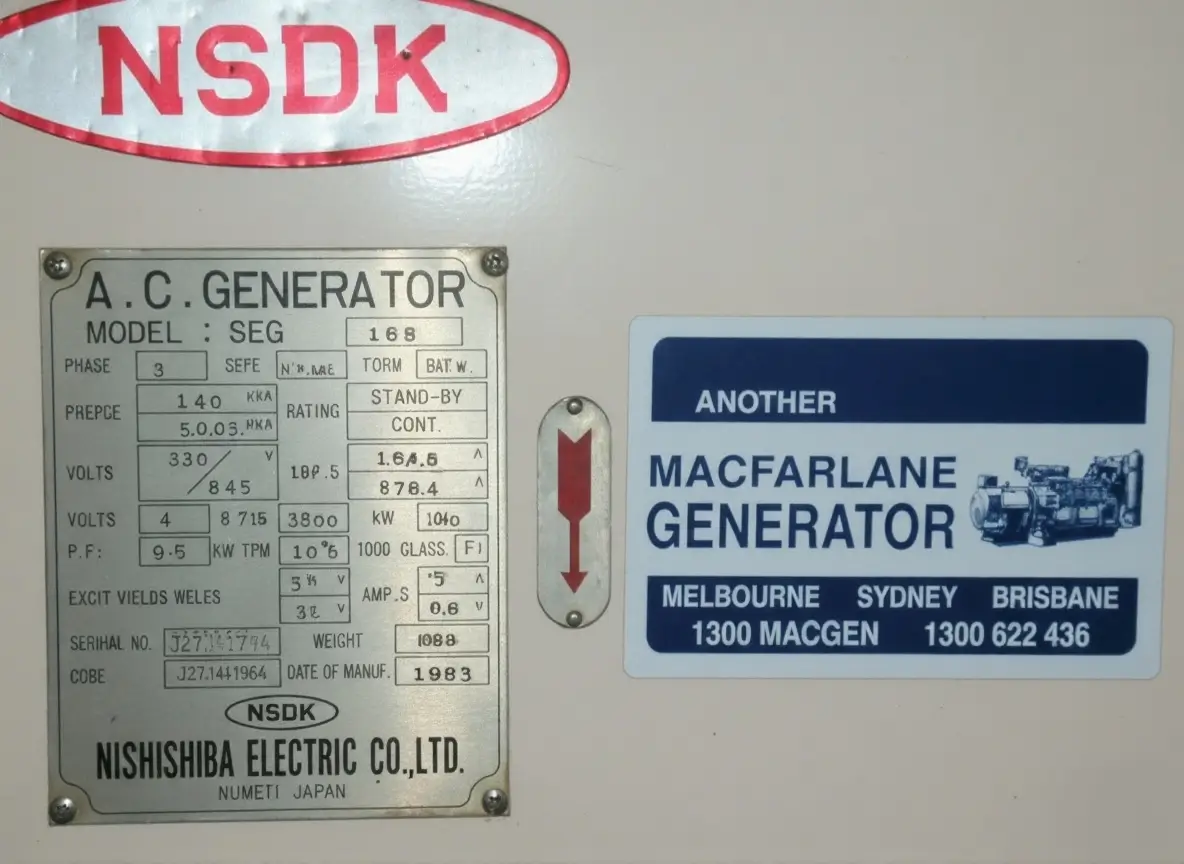 NSDK
A.C.GENERATOR
MODEL : SEG 168
PHASE 3 SEFE TORM BAT.W.
PREPCE 140 KKA RATING STAND-BY
5.0.03. CONT.
VOLTS 330 V
845 878.4 ʌ
VOLTS 4 8 715 3800 kW 1040
P.F: 9.5 KW TPM 1000 GLASS. F)
EXCIT VIELDS WELES V AMP.S ʌ
V 0.6 V
SERIHAL NO. WEIGHT 1088
COBE J27.1441964 DATE OF MANUF. 1983
NSDK
NISHISHIBA ELECTRIC CO.,LTD.
NUMETI JAPAN
ANOTHER
MACFARLANE
GENERATOR
MELBOURNE SYDNEY BRISBANE
1300 MACGEN 1300 622 436